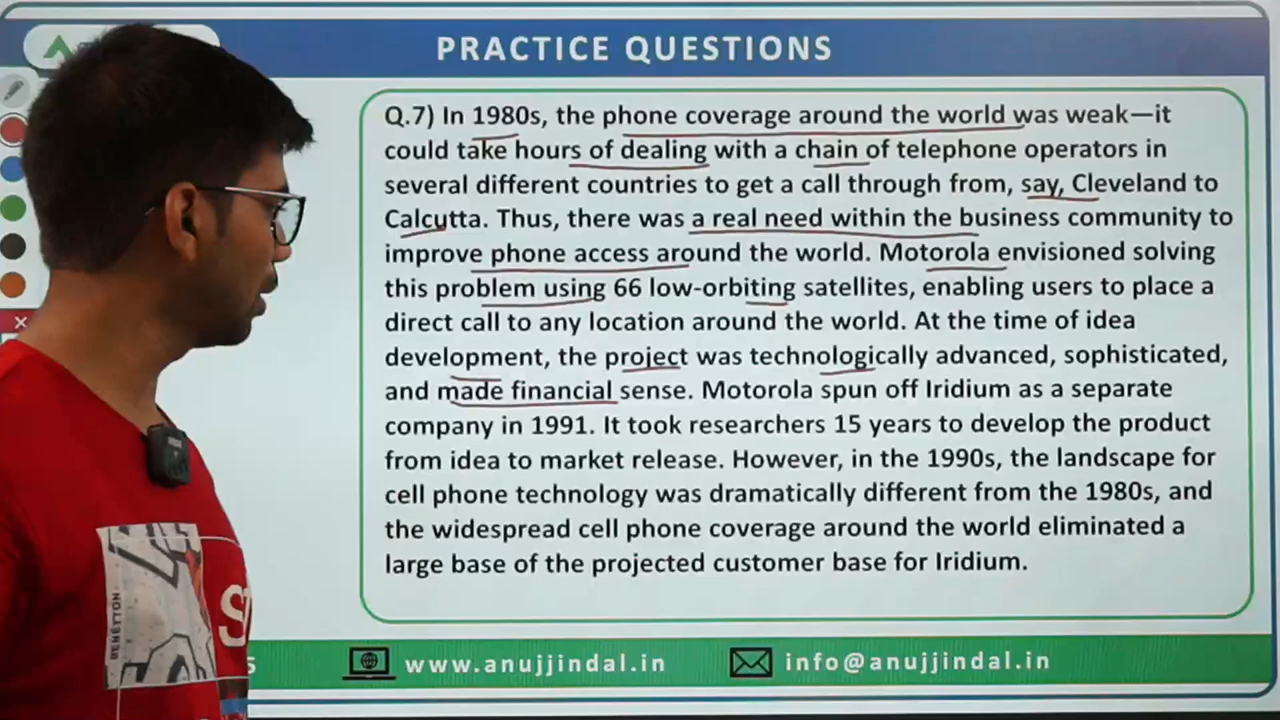 PRACTICE QUESTIONS
Q.7) In 1980s, the phone coverage around the world was weak—it
could take hours of dealing with a chain of telephone operators in
several different countries to get a call through from, say, Cleveland to
Calcutta. Thus, there was a real need within the business community to
improve phone access around the world. Motorola envisioned solving
this problem using 66 low-orbiting satellites, enabling users to place a
direct call to any location around the world. At the time of idea
development, the project was technologically advanced, sophisticated,
and made financial sense. Motorola spun off Iridium as a separate
company in 1991. It took researchers 15 years to develop the product
from idea to market release. However, in the 1990s, the landscape for
cell phone technology was dramatically different from the 1980s, and
the widespread cell phone coverage around the world eliminated a
large base of the projected customer base for Iridium.
BENETTON
www.anujjindal.in
info@anujjindal.in